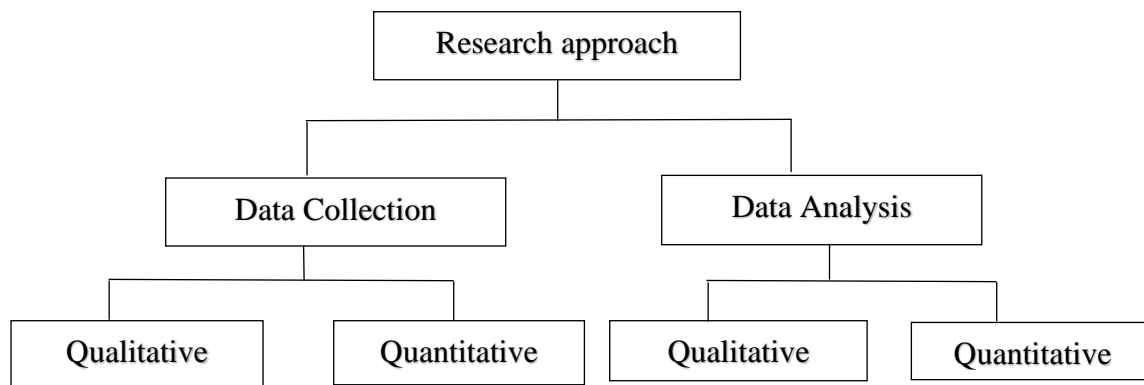 Research approach
Data Collection
Data Analysis
Qualitative
Quantitative
Qualitative
Quantitative